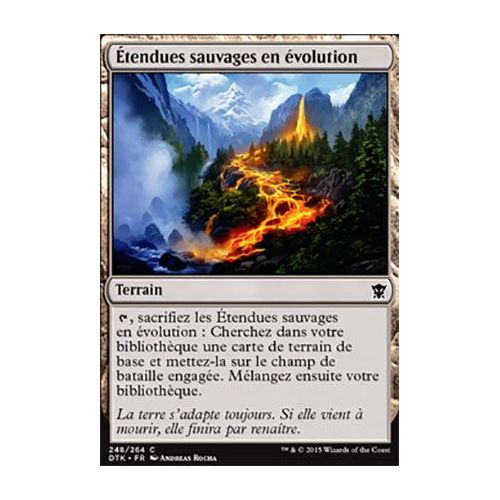 Étendues sauvages en évolution
Terrain
, sacrifiez les Étendues sauvages
en évolution : Cherchez dans votre
bibliothèque une carte de terrain de
base et mettez-la sur le champ de
bataille engagée. Mélangez ensuite votre
bibliothèque.
La terre s'adapte toujours. Si elle vient à
mourir, elle finira par renaître.
248/264 C
DTK • FR Andreas Rocha
™ & © 2015 Wizards of the Coast